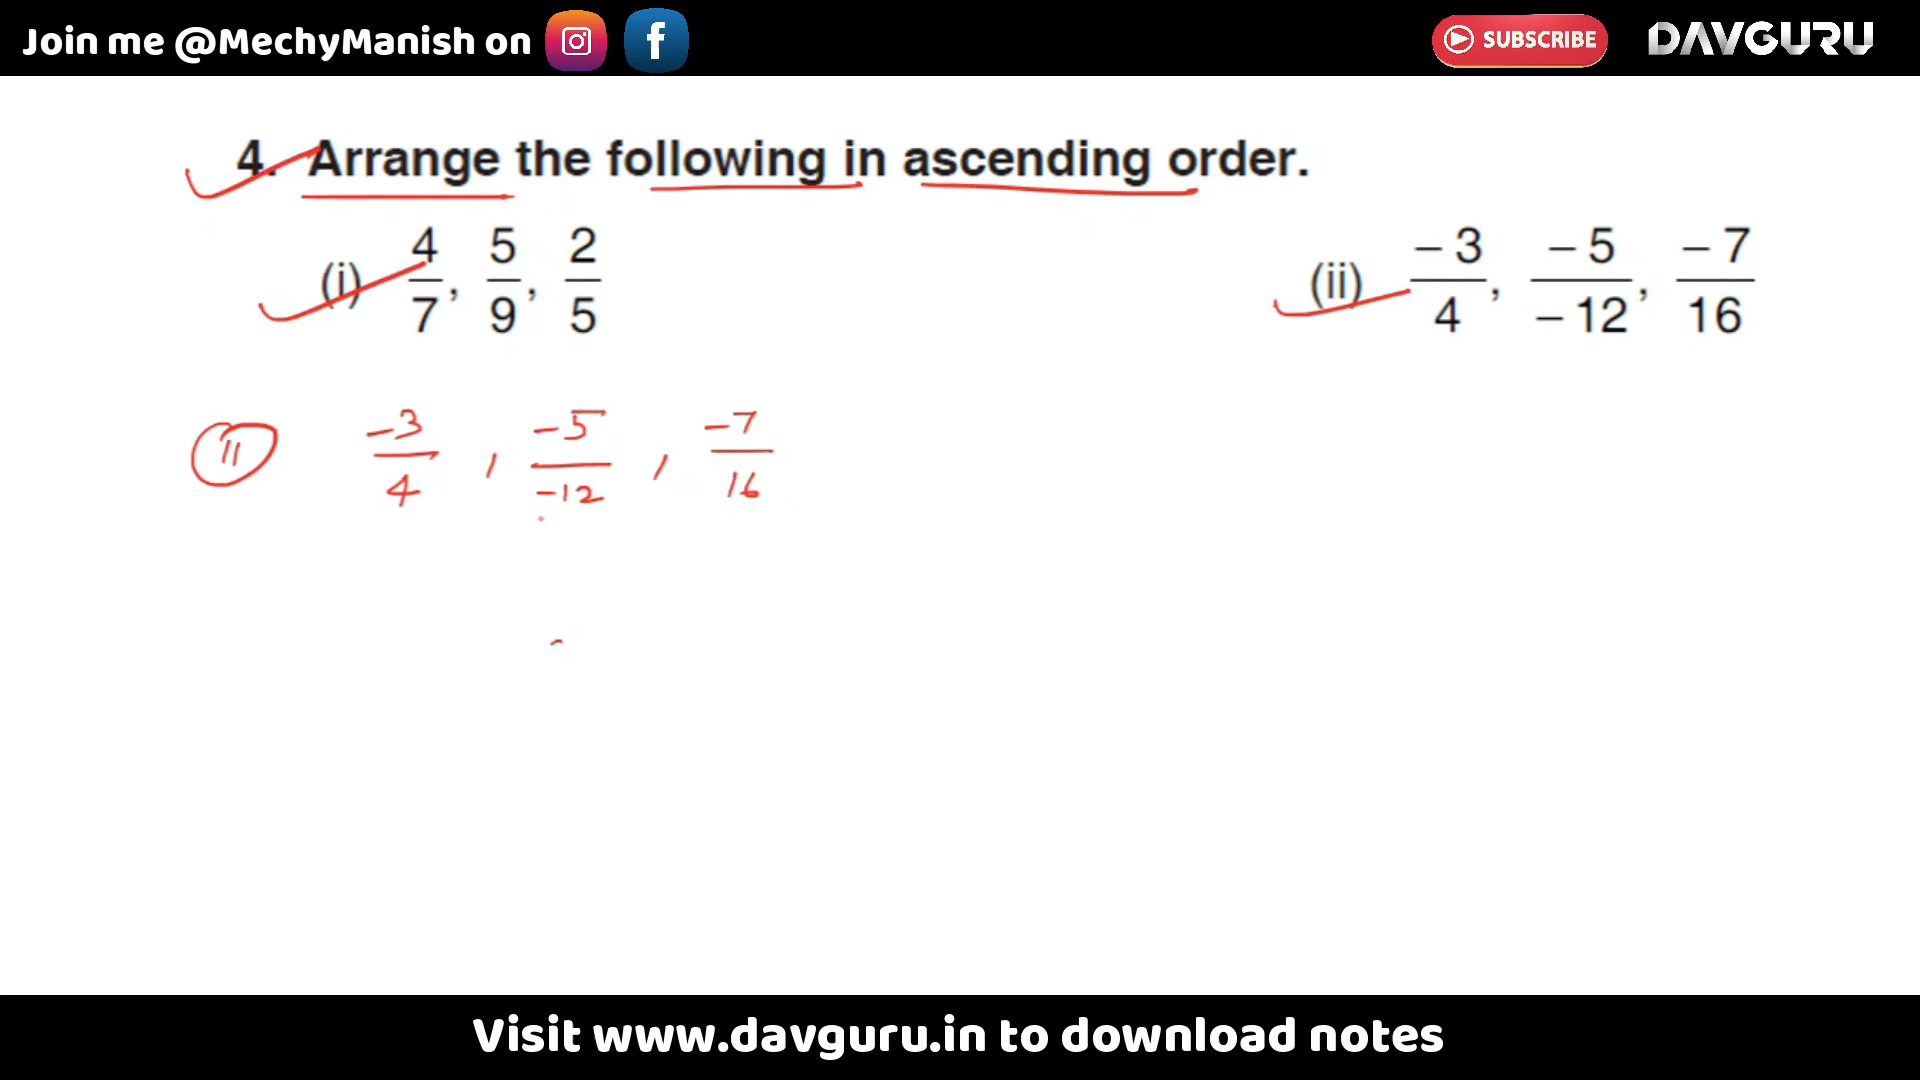 Join me @MechyManish on
SUBSCRIBE
DAVGURU
4. Arrange the following in ascending order.
(i) 4/7, 5/9, 2/5
(ii) -3/4, -5/-12, -7/16
(ii) -3/4, -5/-12, -7/16
Visit www.davguru.in to download notes